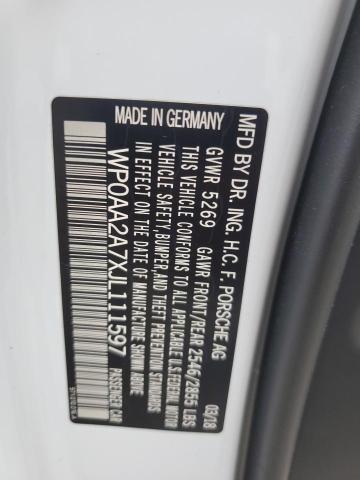 MFD BY DR. ING. H.C. F. PORSCHE AG
GVWR 5269 GAWR FRONT/REAR 2546/2855 LBS 03/18
THIS VEHICLE CONFORMS TO ALL APPLICABLE U.S. FEDERAL MOTOR
VEHICLE SAFETY, BUMPER, AND THEFT PREVENTION STANDARDS
IN EFFECT ON THE DATE OF MANUFACTURE SHOWN ABOVE
MADE IN GERMANY
WP0AA2A7XJL111597
PASSENGER CAR